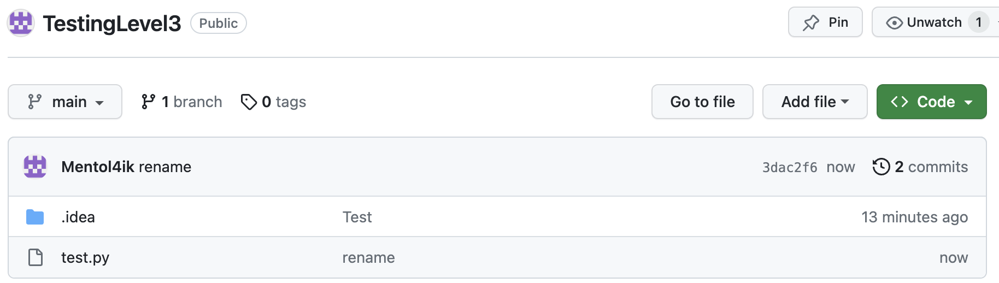 TestingLevel3 Public Pin Unwatch 1
main 1 branch 0 tags Go to file Add file Code
Mentol4ik rename 3dac2f6 now 2 commits
.idea Test 13 minutes ago
test.py rename now